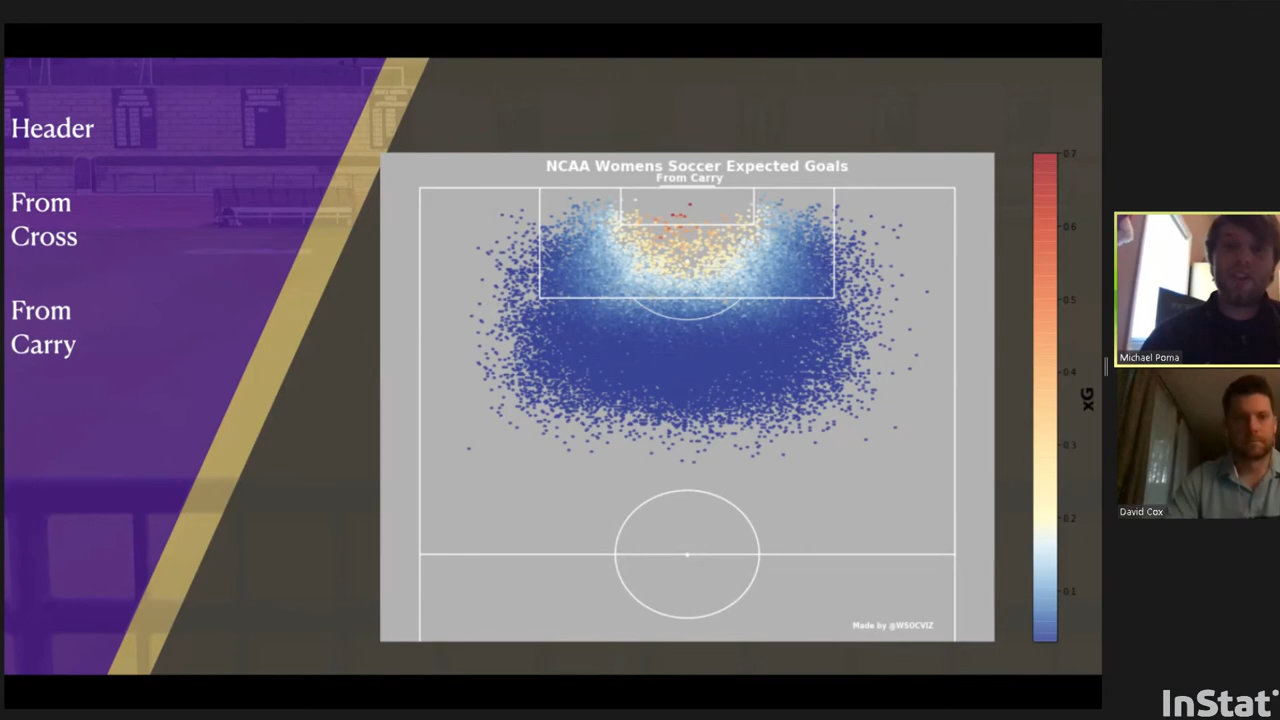 Header
From
Cross
From
Carry
NCAA Womens Soccer Expected Goals
From Carry
Made by @WSOCVIZ
0.7
0.6
0.5
0.4
0.3
0.2
0.1
xG
Michael Poma
David Cox
InStat